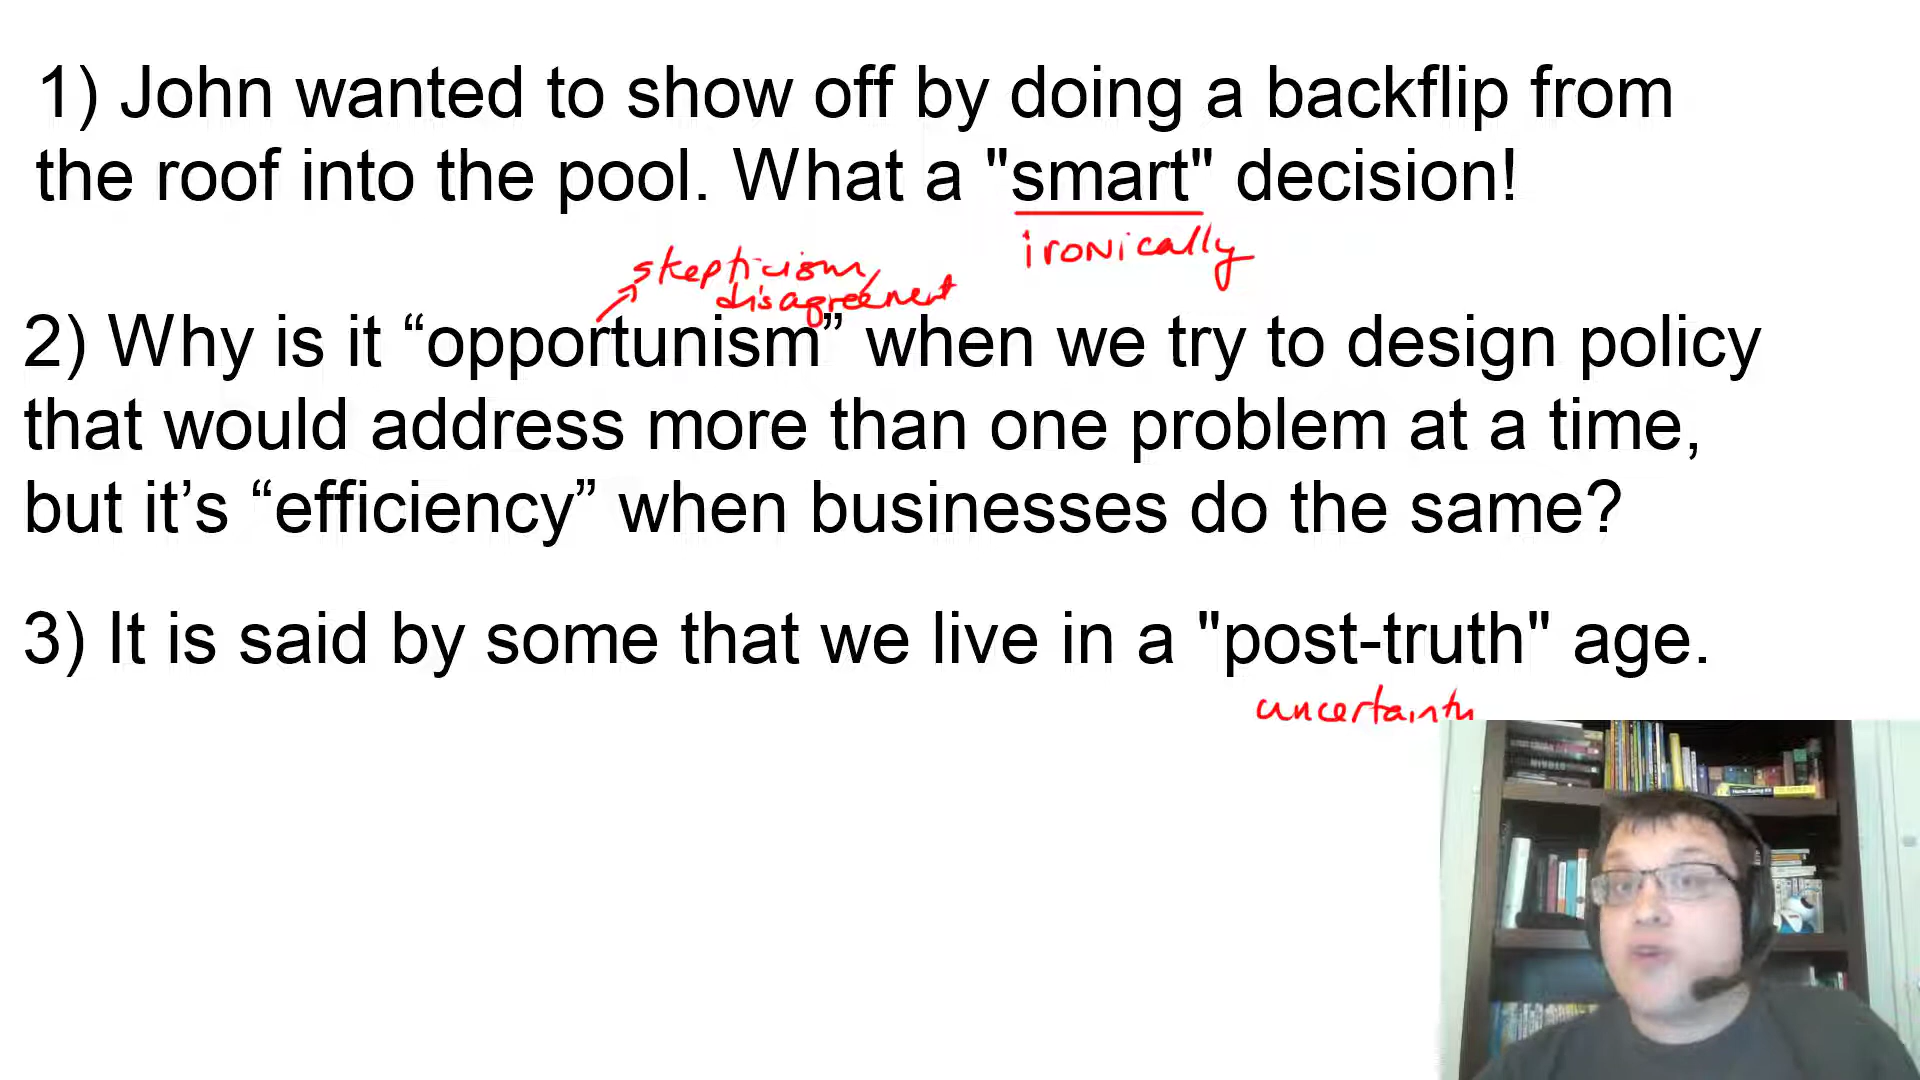 1) John wanted to show off by doing a backflip from
the roof into the pool. What a "smart" decision!
ironically
skepticism/
disagreement
2) Why is it “opportunism” when we try to design policy
that would address more than one problem at a time,
but it’s “efficiency” when businesses do the same?
3) It is said by some that we live in a "post-truth" age.
uncertainty